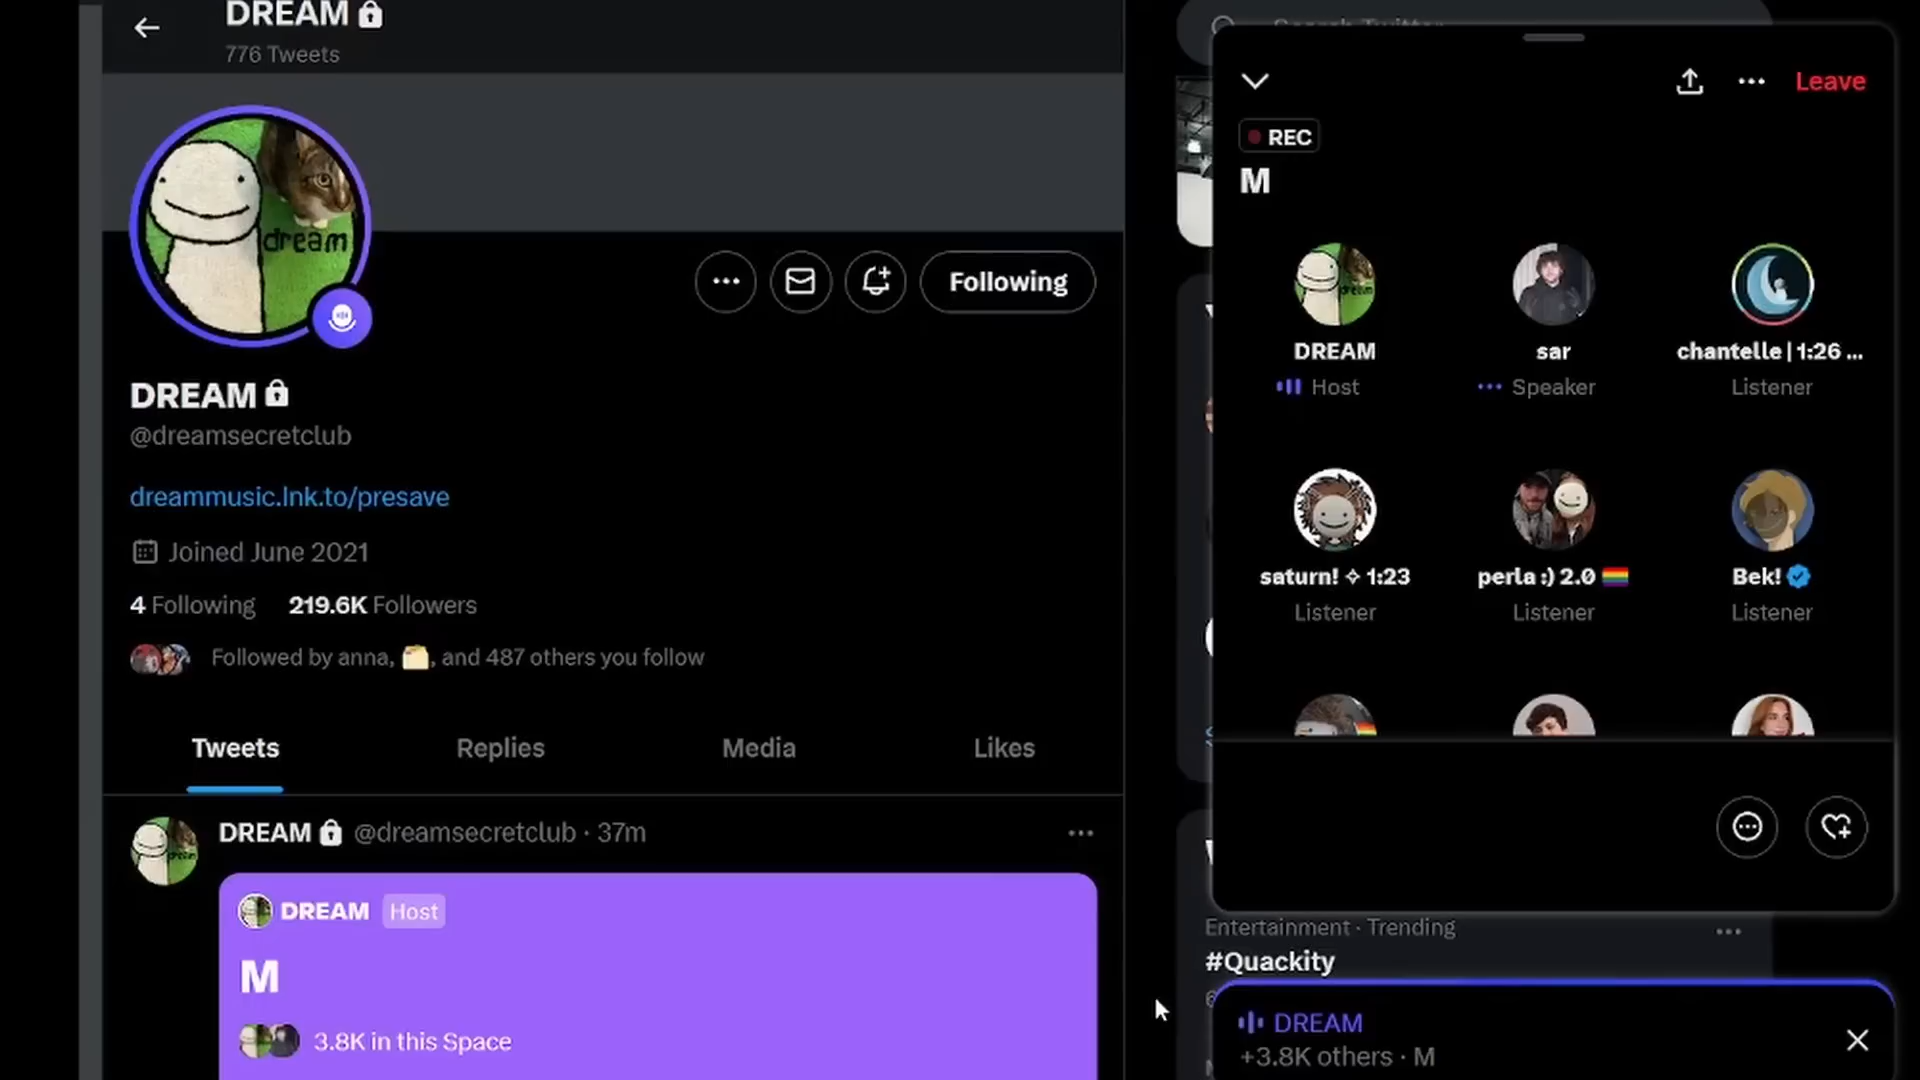 DREAM
776 Tweets
dream
Following
DREAM
@dreamsecretclub
dreammusic.lnk.to/presave
Joined June 2021
4 Following 219.6K Followers
Followed by anna, 🗂️, and 487 others you follow
Tweets Replies Media Likes
DREAM @dreamsecretclub · 37m
DREAM Host
M
3.8K in this Space
Search Twitter
Leave
REC
M
DREAM
Host
sar
Speaker
chantelle | 1:26 ...
Listener
saturn! ✧ 1:23
Listener
perla :) 2.0 🏳️‍🌈
Listener
Bek!
Listener
Entertainment · Trending
#Quackity
DREAM
+3.8K others · M